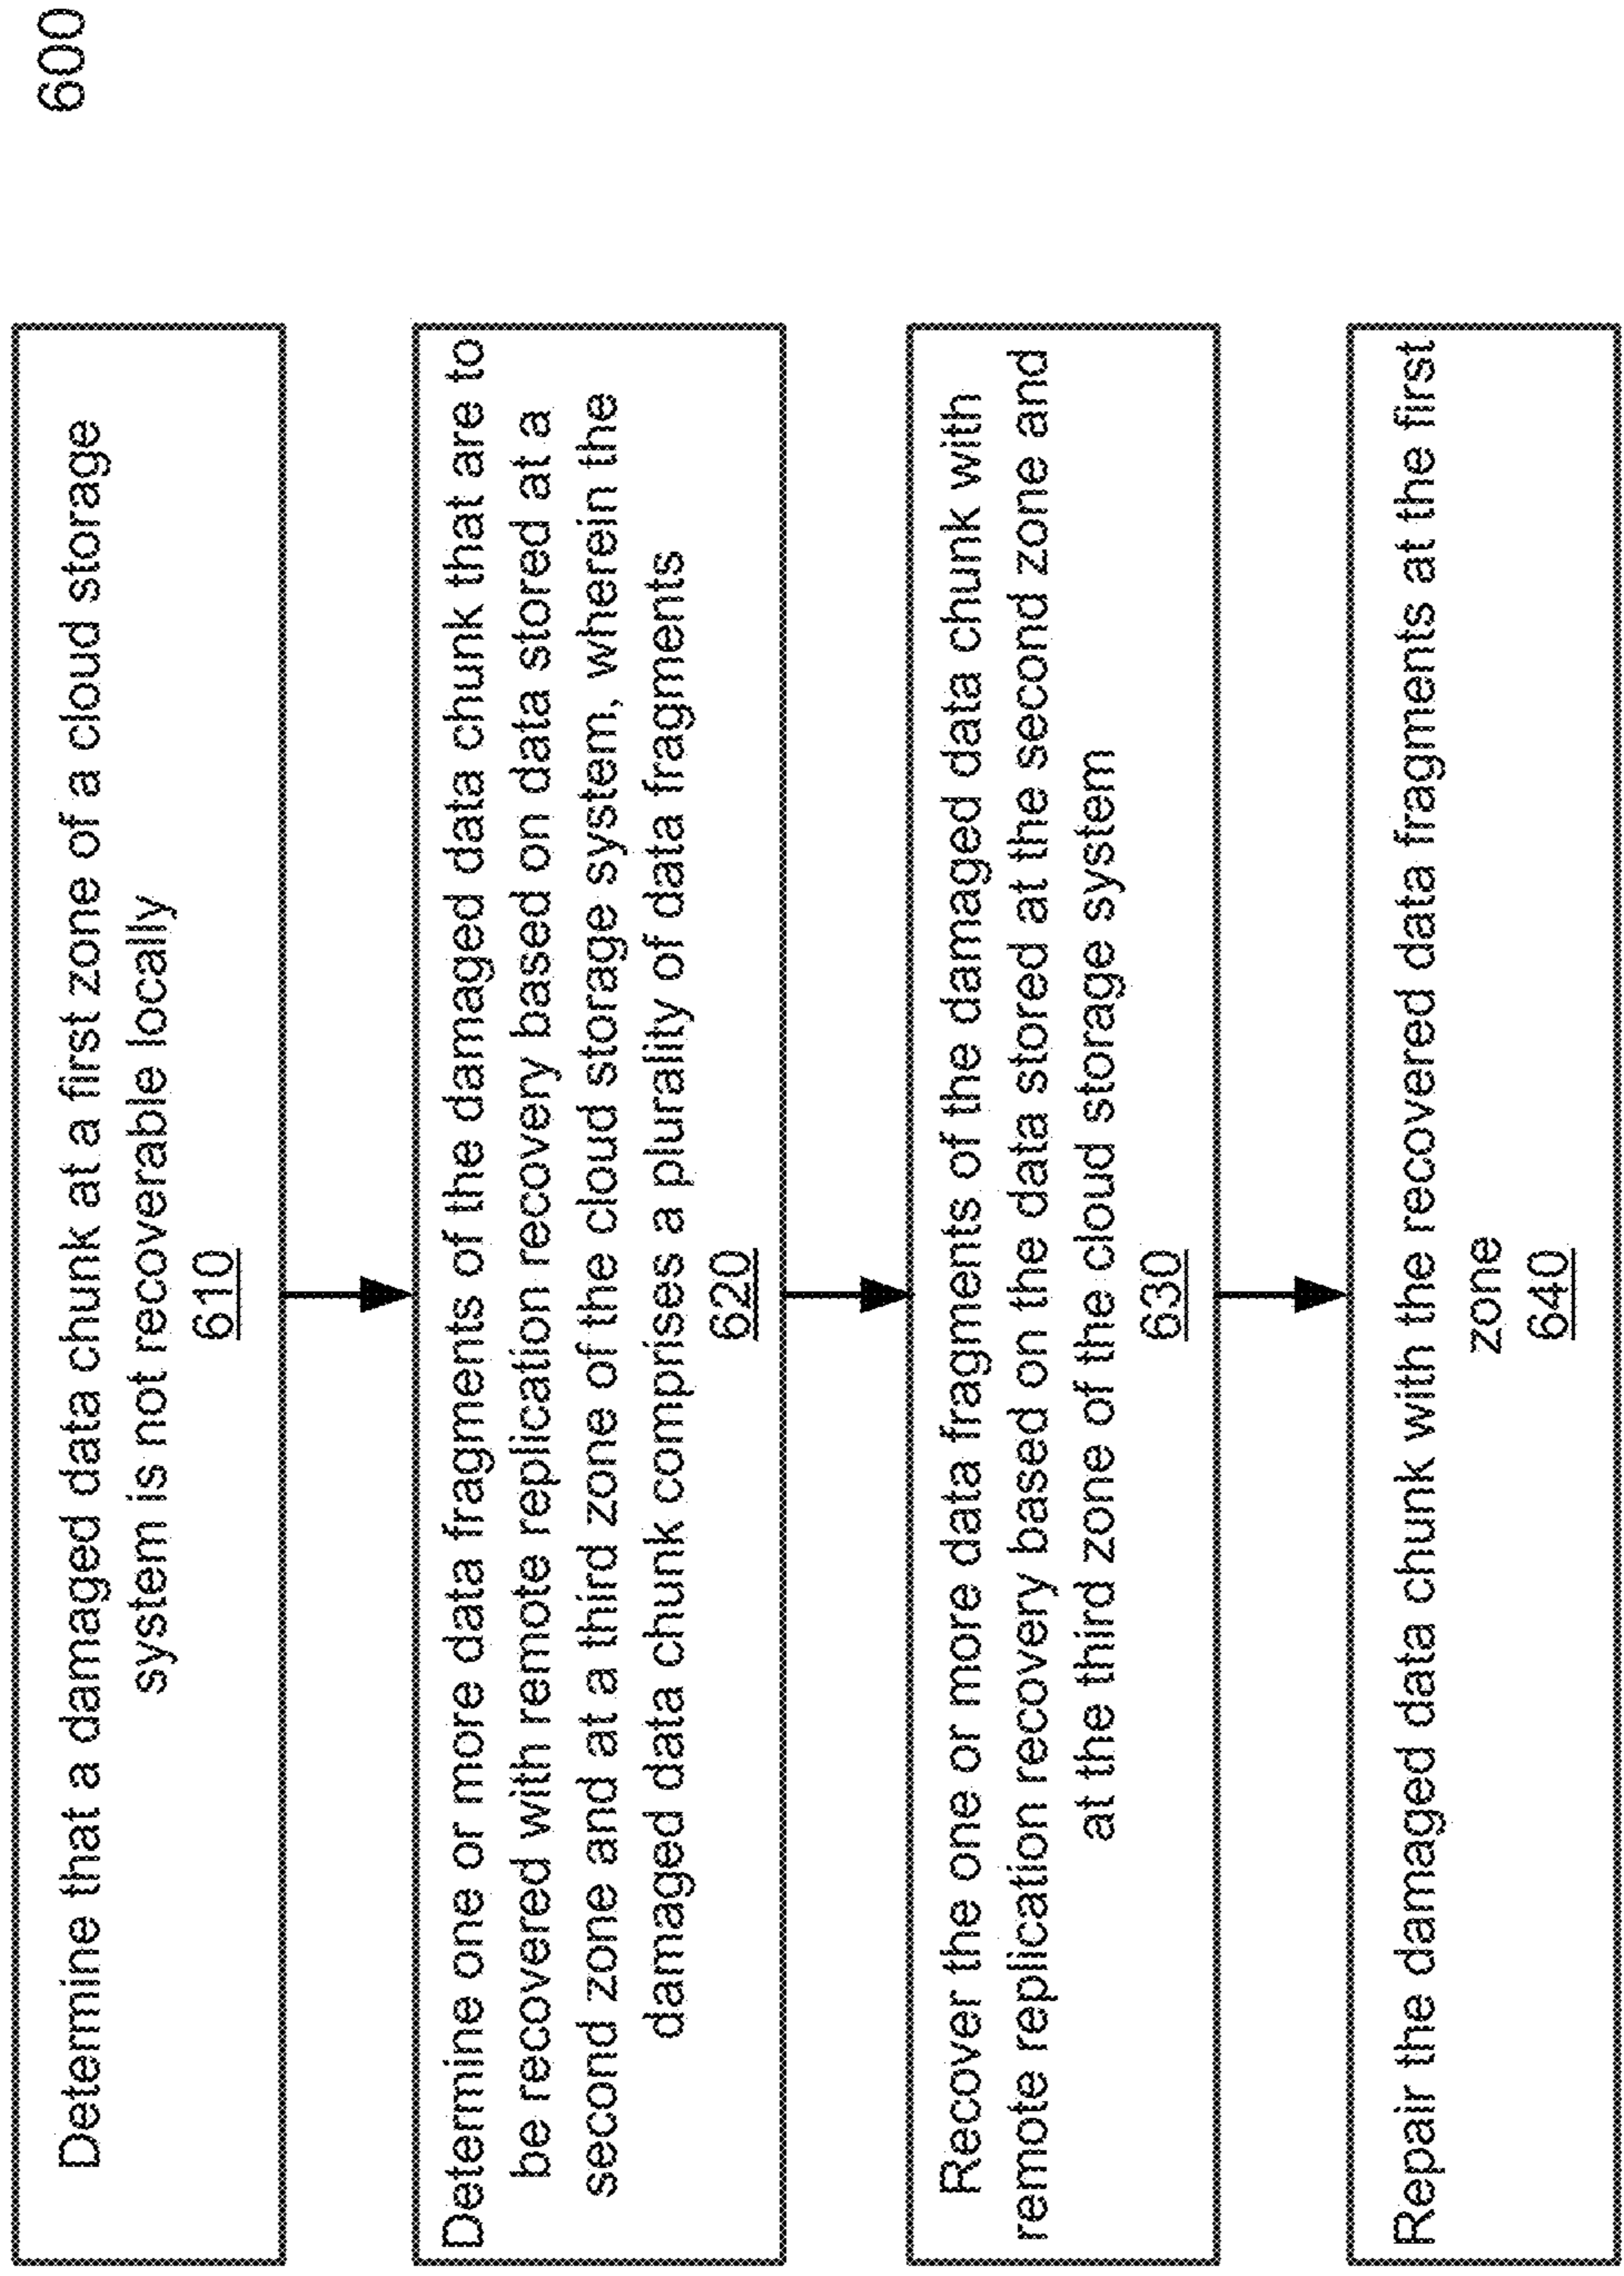 600
Determine that a damaged data chunk at a first zone of a cloud storage
system is not recoverable locally
610
Determine one or more data fragments of the damaged data chunk that are to
be recovered with remote replication recovery based on data stored at a
second zone and at a third zone of the cloud storage system, wherein the
damaged data chunk comprises a plurality of data fragments
620
Recover the one or more data fragments of the damaged data chunk with
remote replication recovery based on the data stored at the second zone and
at the third zone of the cloud storage system
630
Repair the damaged data chunk with the recovered data fragments at the first
zone
640